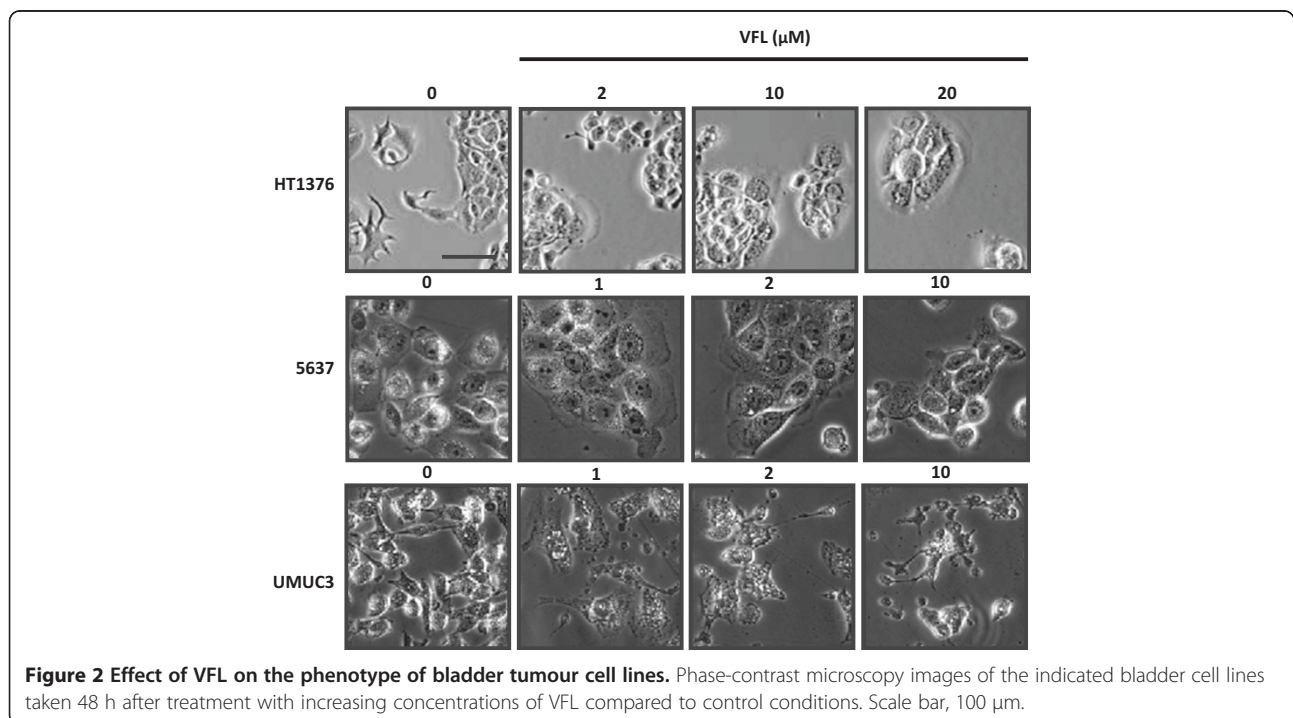 VFL (µM)
0 2 10 20
HT1376
0 1 2 10
5637
0 1 2 10
UMUC3
Figure 2 Effect of VFL on the phenotype of bladder tumour cell lines. Phase-contrast microscopy images of the indicated bladder cell lines
taken 48 h after treatment with increasing concentrations of VFL compared to control conditions. Scale bar, 100 µm.